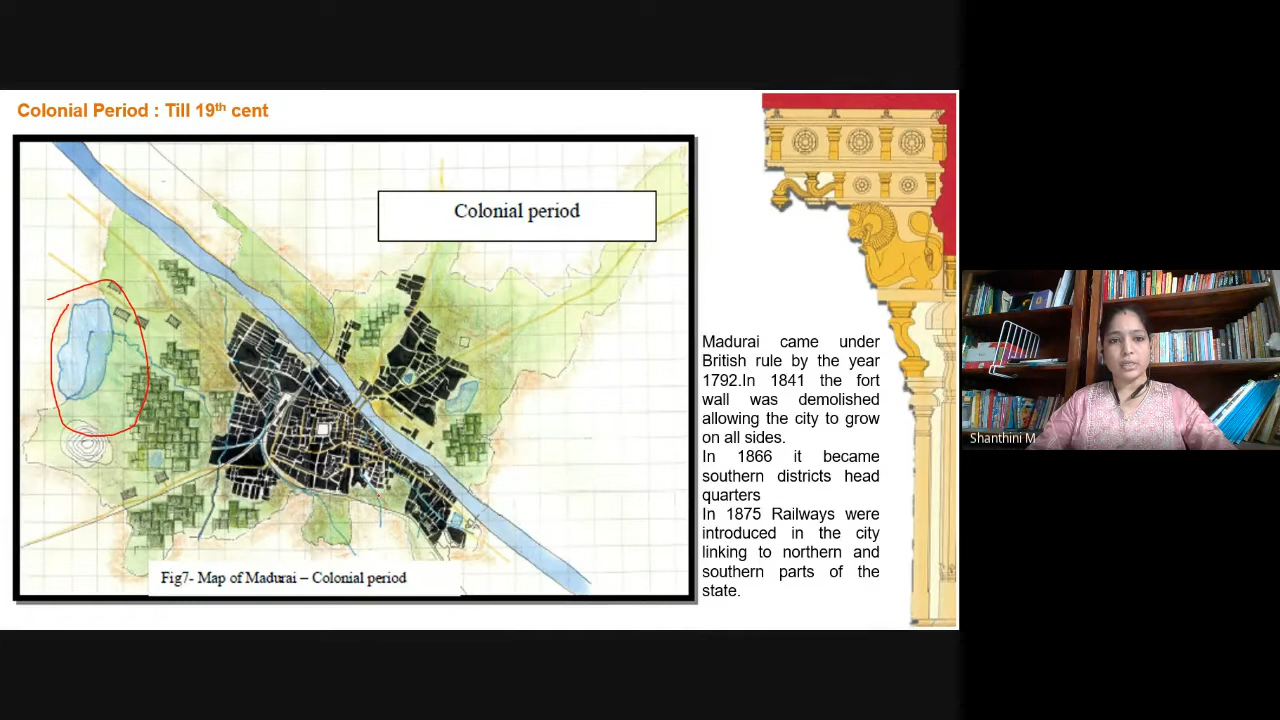 Colonial Period : Till 19th cent
Colonial period
Fig7- Map of Madurai – Colonial period
Madurai came under
British rule by the year
1792.In 1841 the fort
wall was demolished
allowing the city to grow
on all sides.
In 1866 it became
southern districts head
quarters
In 1875 Railways were
introduced in the city
linking to northern and
southern parts of the
state.
Shanthini M